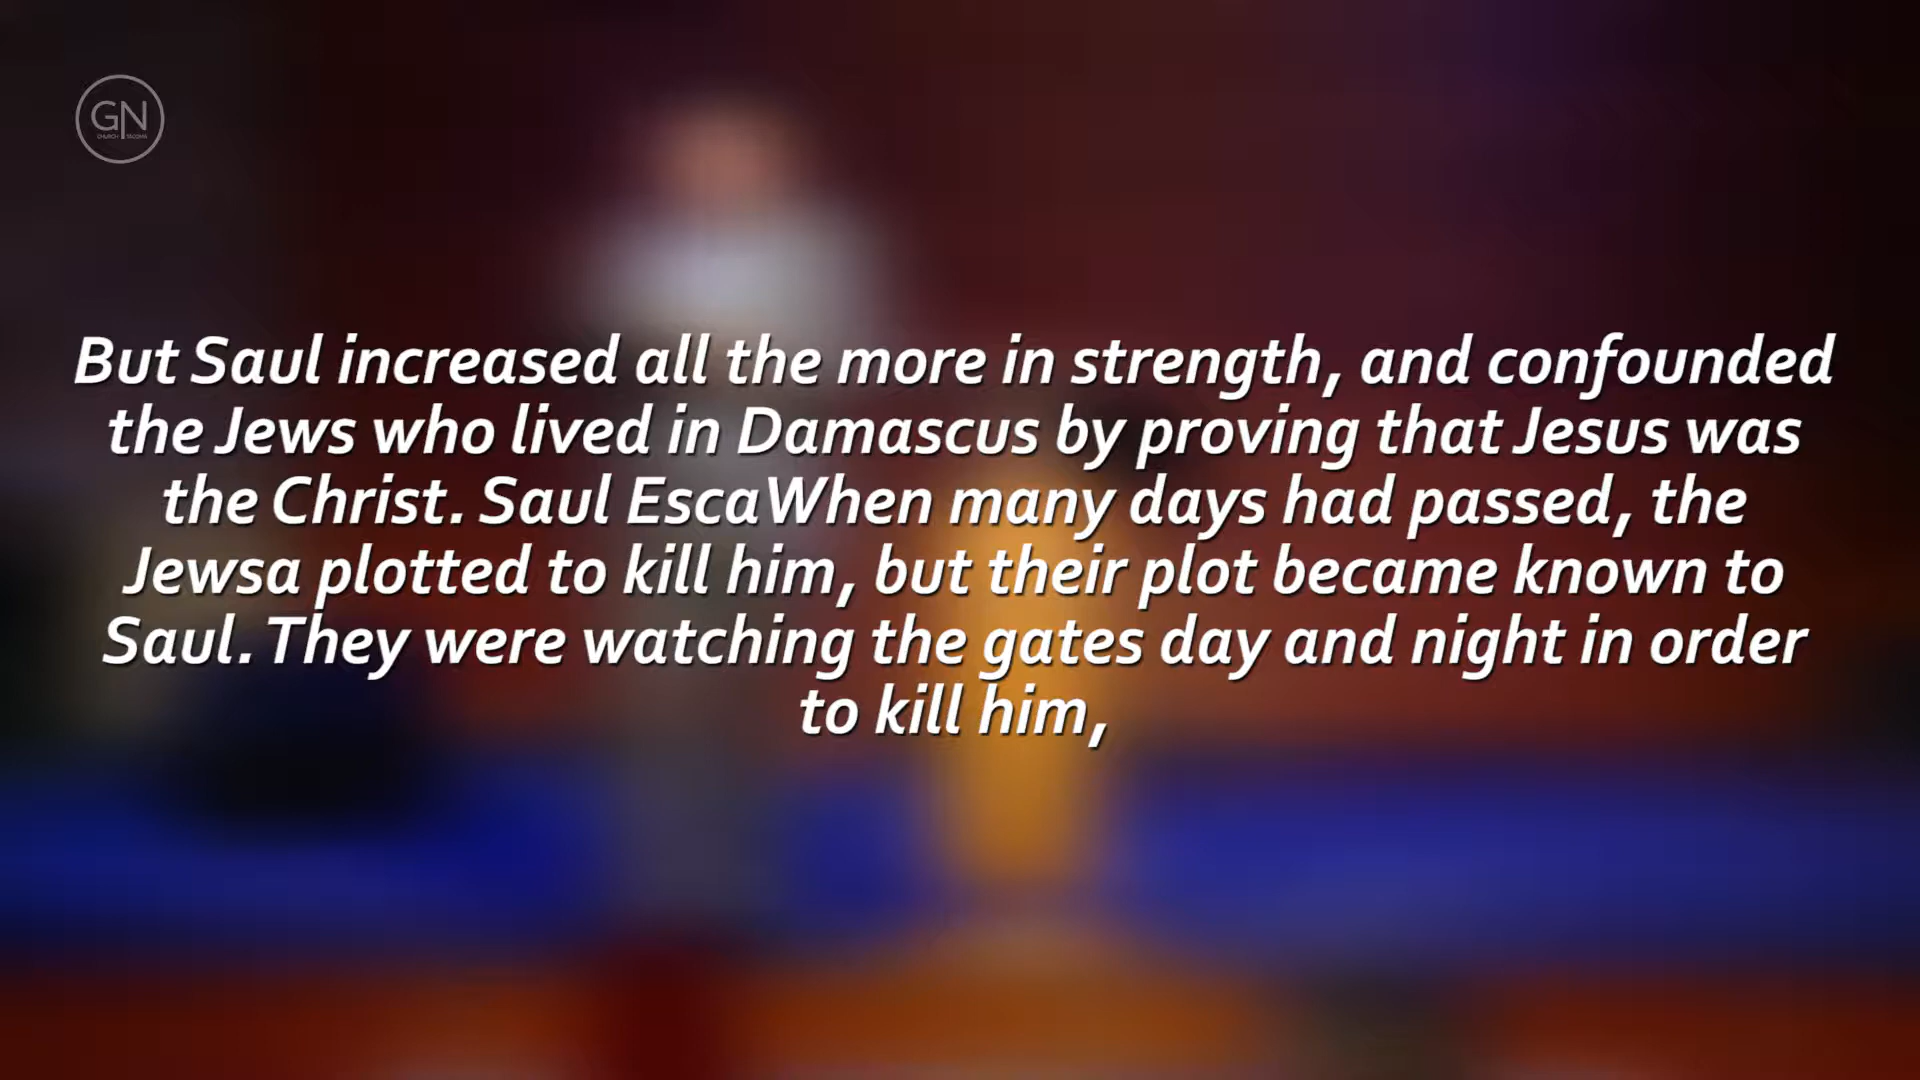 GN
CHURCH TACOMA
But Saul increased all the more in strength, and confounded
the Jews who lived in Damascus by proving that Jesus was
the Christ. Saul EscaWhen many days had passed, the
Jewsa plotted to kill him, but their plot became known to
Saul. They were watching the gates day and night in order
to kill him,